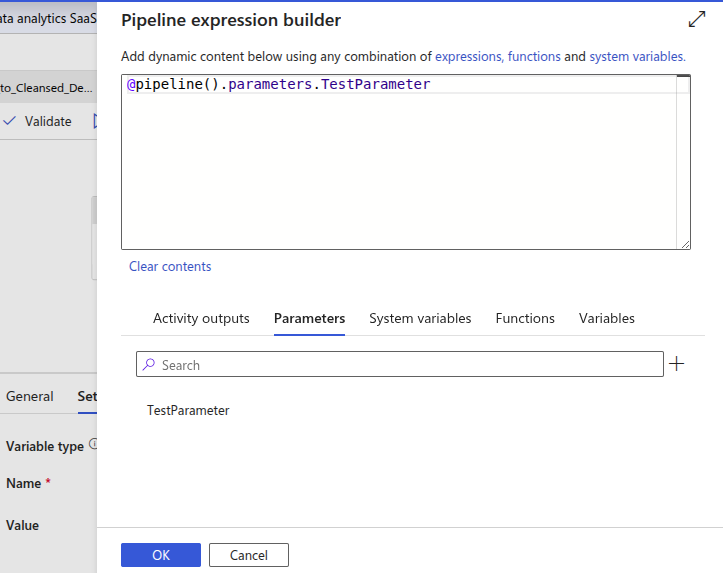 ata analytics SaaS
Pipeline expression builder
Add dynamic content below using any combination of expressions, functions and system variables.
to_Cleansed_De...
@pipeline().parameters.TestParameter
Validate
Clear contents
Activity outputs Parameters System variables Functions Variables
Search
General Set
TestParameter
Variable type
Name *
Value
OK Cancel